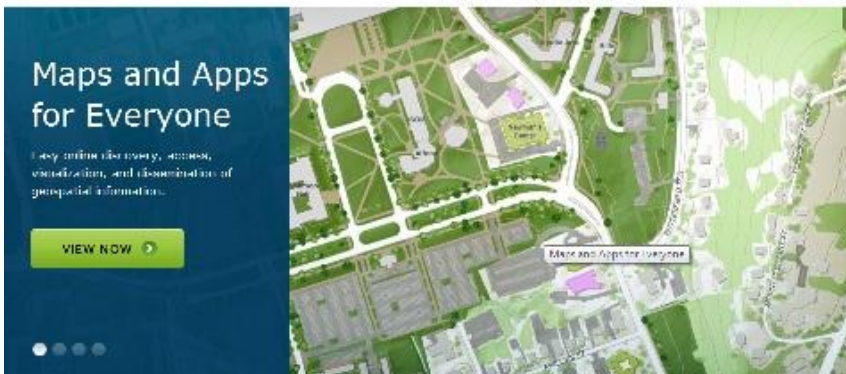 Maps and Apps
for Everyone
Easy online discovery, access,
visualization, and dissemination of
geospatial information.
VIEW NOW
Maps and Apps for Everyone
Center